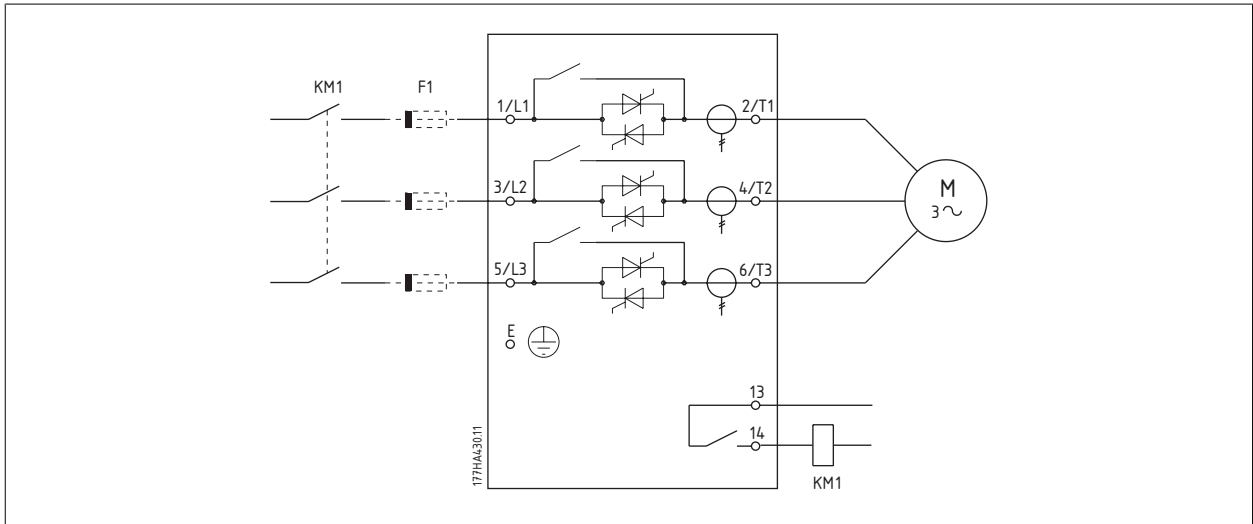 KM1
F1
1/L1
2/T1
3/L2
4/T2
M
3~
5/L3
6/T3
E
13
14
KM1
177HA430.11